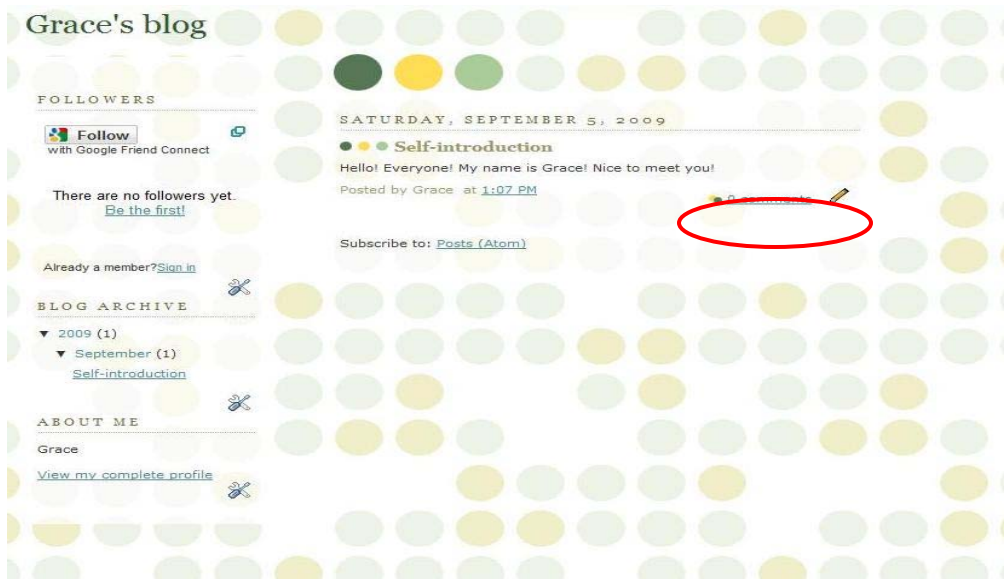 Grace's blog
FOLLOWERS
Follow
with Google Friend Connect
There are no followers yet.
Be the first!
Already a member?Sign in
BLOG ARCHIVE
▼ 2009 (1)
▼ September (1)
Self-introduction
ABOUT ME
Grace
View my complete profile
SATURDAY, SEPTEMBER 5, 2009
Self-introduction
Hello! Everyone! My name is Grace! Nice to meet you!
Posted by Grace at 1:07 PM
0 comments
Subscribe to: Posts (Atom)